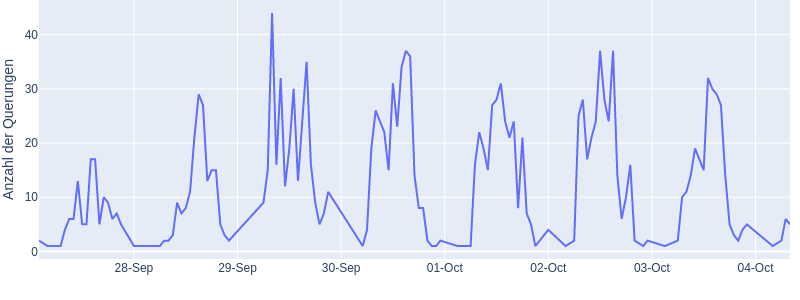 Anzahl der Querungen
40
30
20
10
0
28-Sep
29-Sep
30-Sep
01-Oct
02-Oct
03-Oct
04-Oct